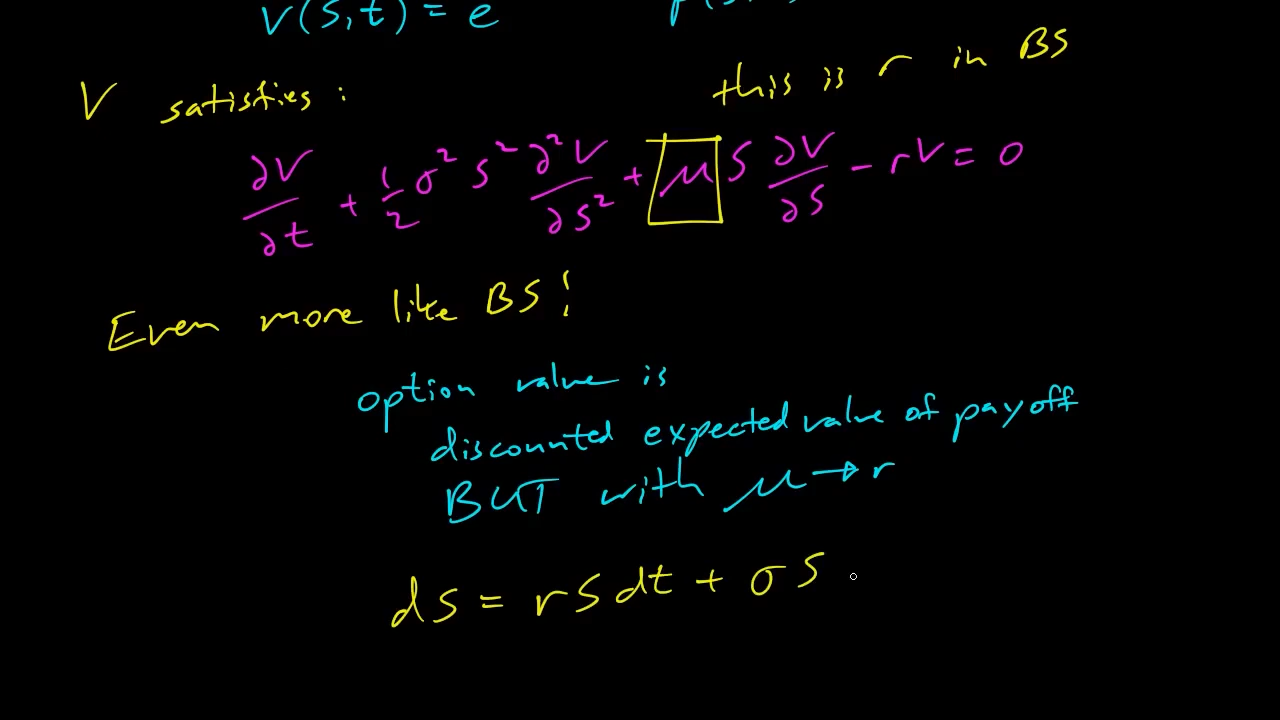 V(S,t) = e
this is r in BS
V satisfies :
∂V/∂t + 1/2 σ² S² ∂²V/∂S² + μ S ∂V/∂S − rV = 0
Even more like BS!
option value is
discounted expected value of payoff
BUT with μ → r
dS = rS dt + σ S